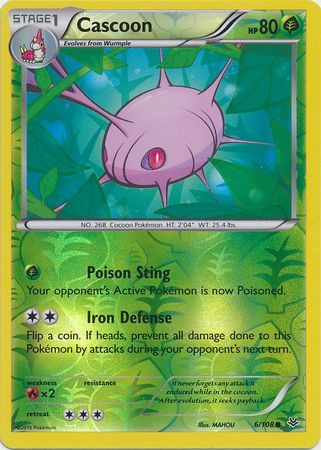 STAGE1
Cascoon
HP80
Evolves from Wurmple
NO. 268 Cocoon Pokémon HT: 2'04" WT: 25.4 lbs.
Poison Sting
Your opponent's Active Pokémon is now Poisoned.
Iron Defense
Flip a coin. If heads, prevent all damage done to this
Pokémon by attacks during your opponent's next turn.
weakness
resistance
×2
retreat
It never forgets any attack it
endured while in the cocoon.
After evolution, it seeks payback.
©2015 Pokémon
Illus. MAHOU
6/108